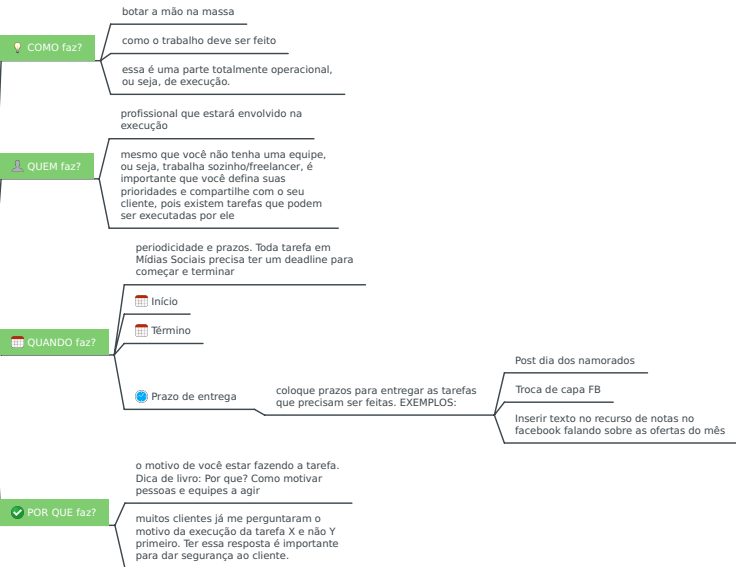 COMO faz?
botar a mão na massa
como o trabalho deve ser feito
essa é uma parte totalmente operacional,
ou seja, de execução.
QUEM faz?
profissional que estará envolvido na
execução
mesmo que você não tenha uma equipe,
ou seja, trabalha sozinho/freelancer, é
importante que você defina suas
prioridades e compartilhe com o seu
cliente, pois existem tarefas que podem
ser executadas por ele
QUANDO faz?
periodicidade e prazos. Toda tarefa em
Mídias Sociais precisa ter um deadline para
começar e terminar
Início
Término
Prazo de entrega
coloque prazos para entregar as tarefas
que precisam ser feitas. EXEMPLOS:
Post dia dos namorados
Troca de capa FB
Inserir texto no recurso de notas no
facebook falando sobre as ofertas do mês
POR QUE faz?
o motivo de você estar fazendo a tarefa.
Dica de livro: Por que? Como motivar
pessoas e equipes a agir
muitos clientes já me perguntaram o
motivo da execução da tarefa X e não Y
primeiro. Ter essa resposta é importante
para dar segurança ao cliente.